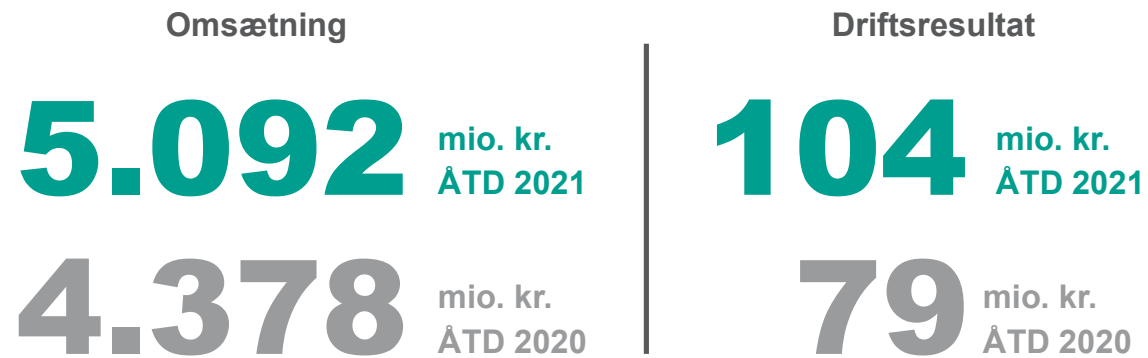 Omsætning
5.092 mio. kr.
ÅTD 2021
4.378 mio. kr.
ÅTD 2020
Driftsresultat
104 mio. kr.
ÅTD 2021
79 mio. kr.
ÅTD 2020